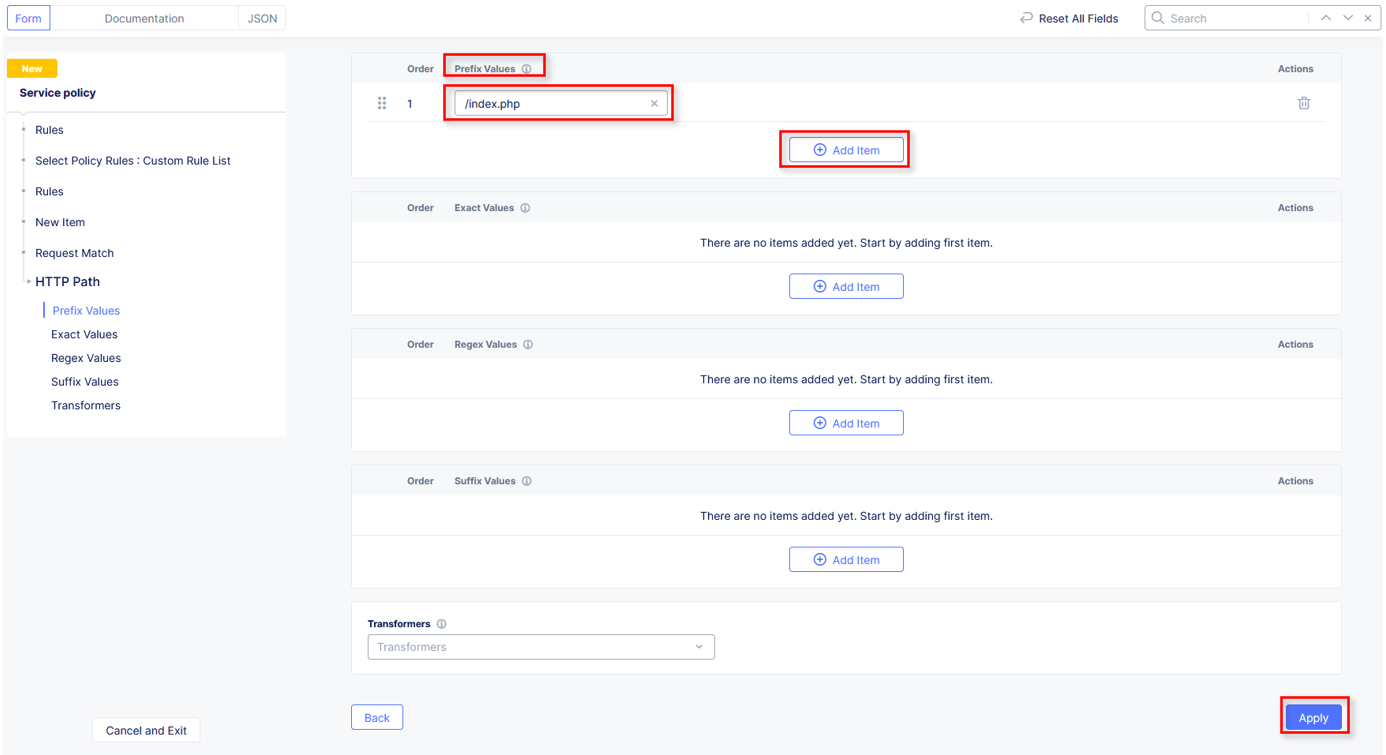 Form Documentation JSON Reset All Fields Search
New
Service policy
Rules
Select Policy Rules : Custom Rule List
Rules
New Item
Request Match
HTTP Path
Prefix Values
Exact Values
Regex Values
Suffix Values
Transformers
Cancel and Exit
Order Prefix Values Actions
1 /index.php
Add Item
Order Exact Values Actions
There are no items added yet. Start by adding first item.
Add Item
Order Regex Values Actions
There are no items added yet. Start by adding first item.
Add Item
Order Suffix Values Actions
There are no items added yet. Start by adding first item.
Add Item
Transformers
Transformers
Back Apply